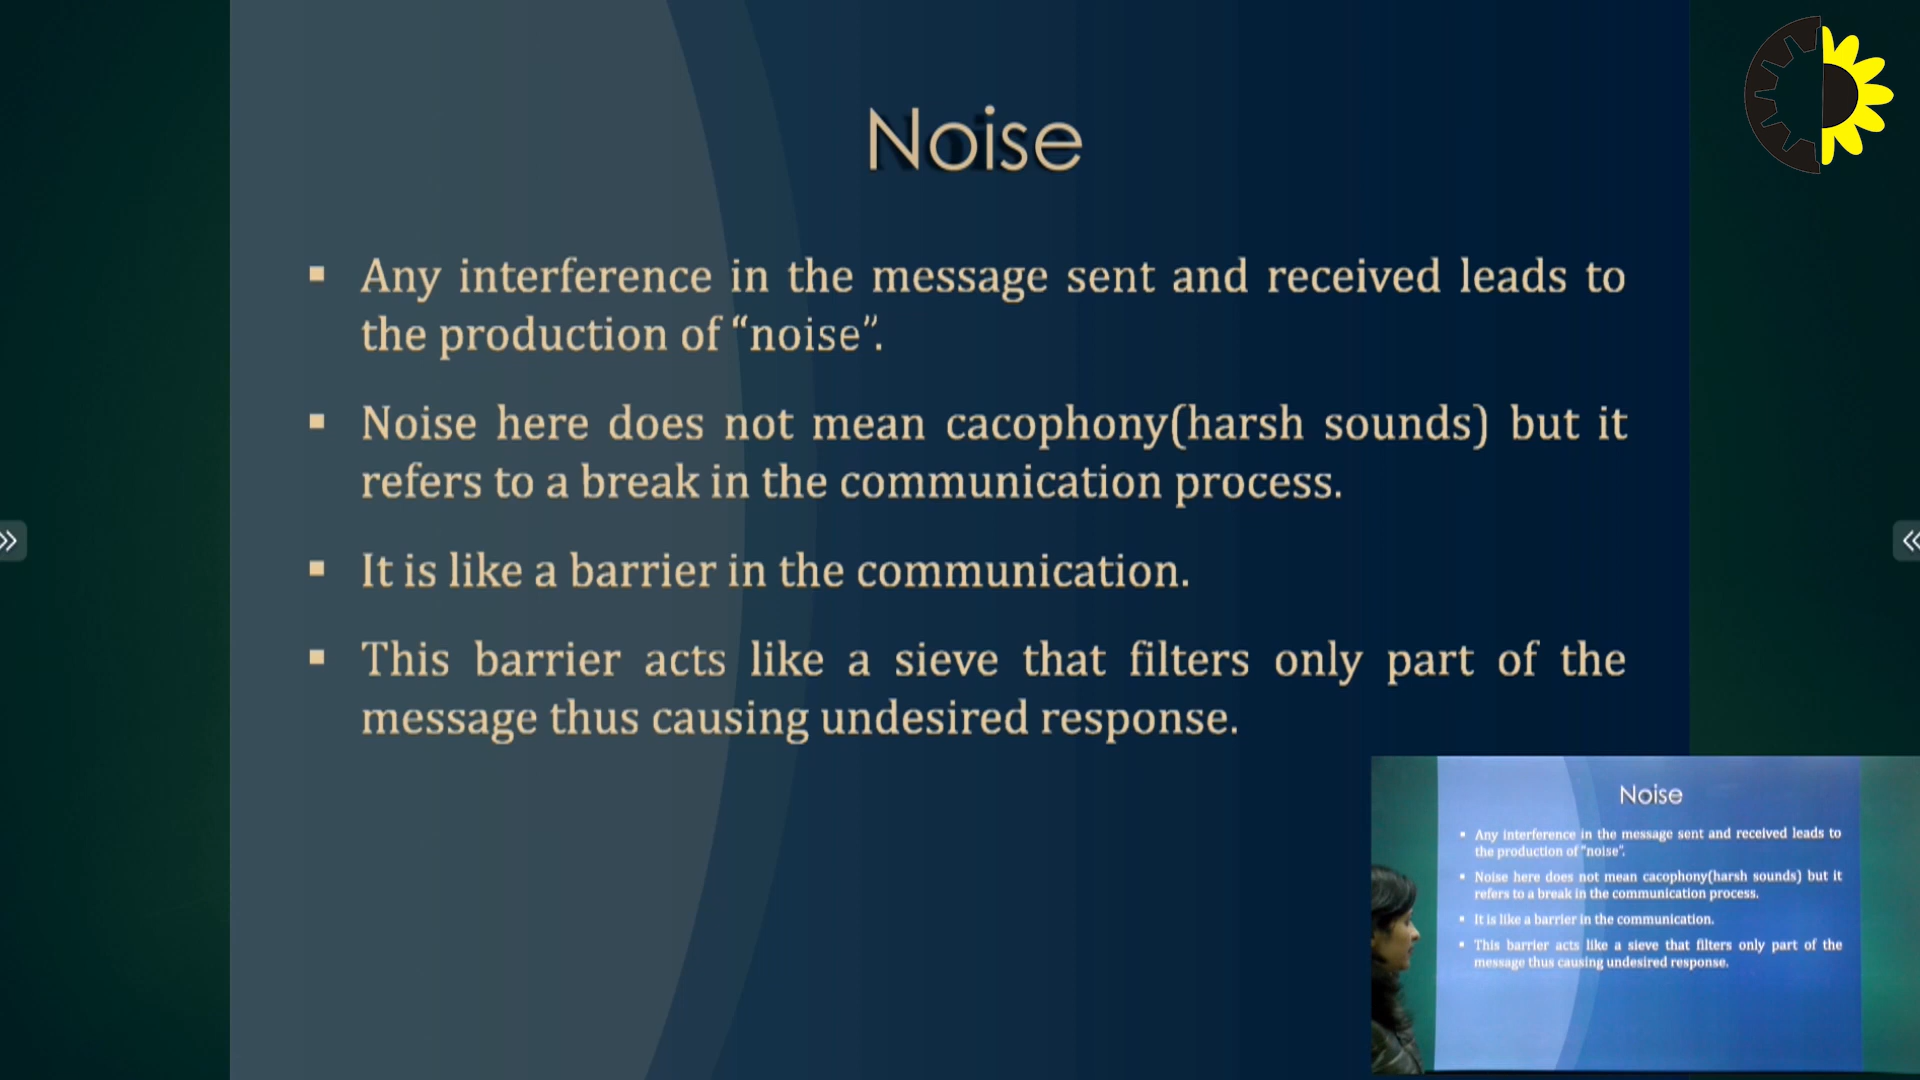 Noise
▪ Any interference in the message sent and received leads to
the production of “noise”.
▪ Noise here does not mean cacophony(harsh sounds) but it
refers to a break in the communication process.
▪ It is like a barrier in the communication.
▪ This barrier acts like a sieve that filters only part of the
message thus causing undesired response.
Noise
▪ Any interference in the message sent and received leads to
the production of “noise”.
▪ Noise here does not mean cacophony(harsh sounds) but it
refers to a break in the communication process.
▪ It is like a barrier in the communication.
▪ This barrier acts like a sieve that filters only part of the
message thus causing undesired response.